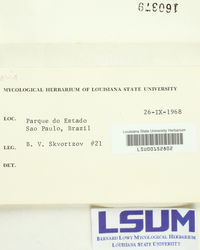 160379
MYCOLOGICAL HERBARIUM OF LOUISIANA STATE UNIVERSITY
26-IX-1968
LOC. Parque do Estado
Sao Paulo, Brazil
Louisiana State University Herbarium
LSU00152802
LEG. B. V. Skvortzov #21
DET.
LSUM
BERNARD LOWY MYCOLOGICAL HERBARIUM
LOUISIANA STATE UNIVERSITY